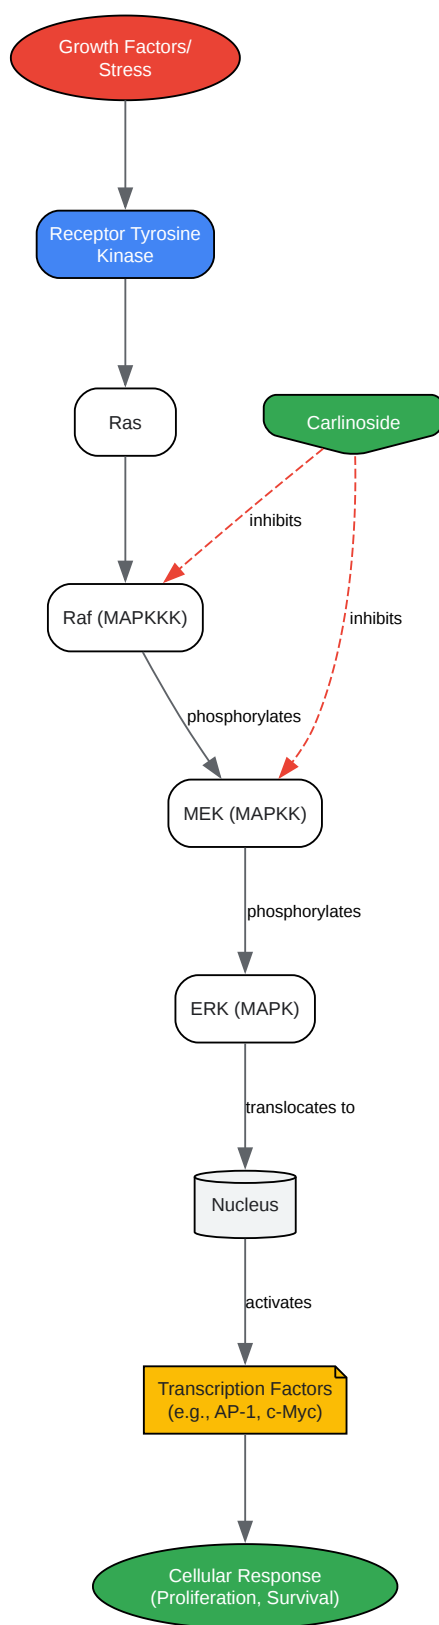 Growth Factors/
Stress
Receptor Tyrosine
Kinase
Ras
Carlinoside
inhibits
Raf (MAPKKK)
inhibits
phosphorylates
MEK (MAPKK)
phosphorylates
ERK (MAPK)
translocates to
Nucleus
activates
Transcription Factors
(e.g., AP-1, c-Myc)
Cellular Response
(Proliferation, Survival)